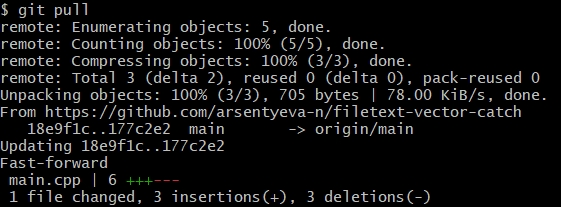 $ git pull
remote: Enumerating objects: 5, done.
remote: Counting objects: 100% (5/5), done.
remote: Compressing objects: 100% (3/3), done.
remote: Total 3 (delta 2), reused 0 (delta 0), pack-reused 0
Unpacking objects: 100% (3/3), 705 bytes | 78.00 KiB/s, done.
From https://github.com/arsentyeva-n/filetext-vector-catch
   18e9f1c..177c2e2  main       -> origin/main
Updating 18e9f1c..177c2e2
Fast-forward
 main.cpp | 6 +++---
 1 file changed, 3 insertions(+), 3 deletions(-)